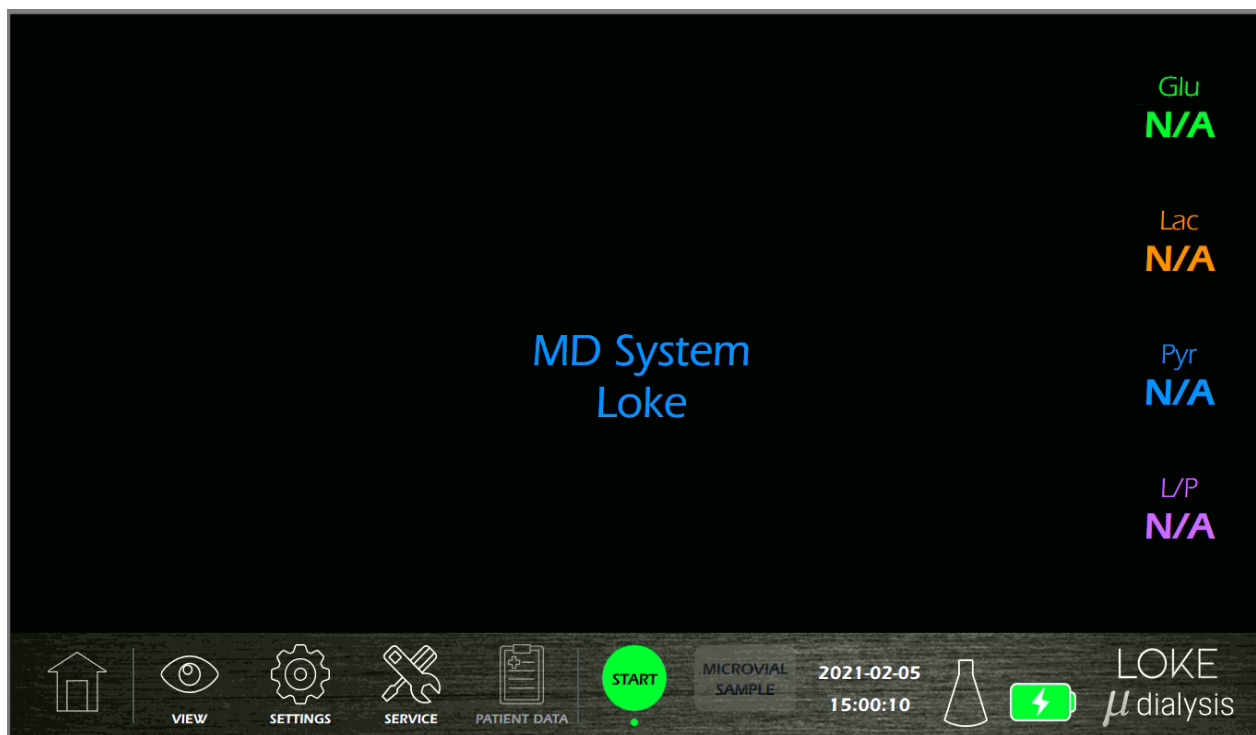 Glu
N/A
Lac
N/A
MD System
Loke
Pyr
N/A
L/P
N/A
VIEW
SETTINGS
SERVICE
PATIENT DATA
START
MICROVIAL
SAMPLE
2021-02-05
15:00:10
LOKE
μ dialysis